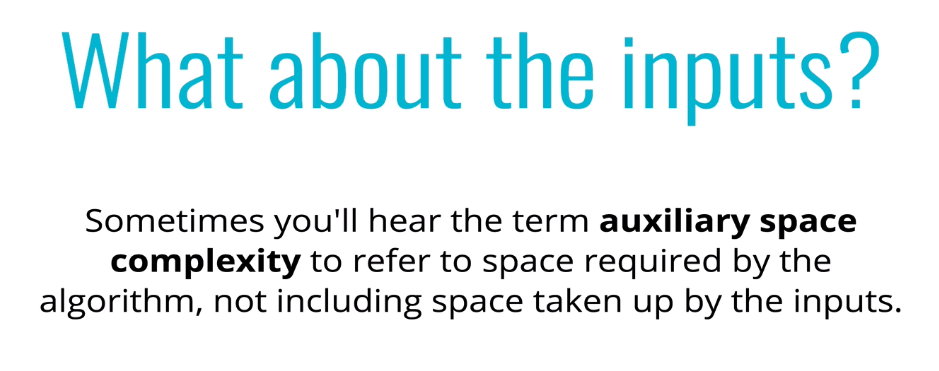 What about the inputs?
Sometimes you'll hear the term auxiliary space
complexity to refer to space required by the
algorithm, not including space taken up by the inputs.